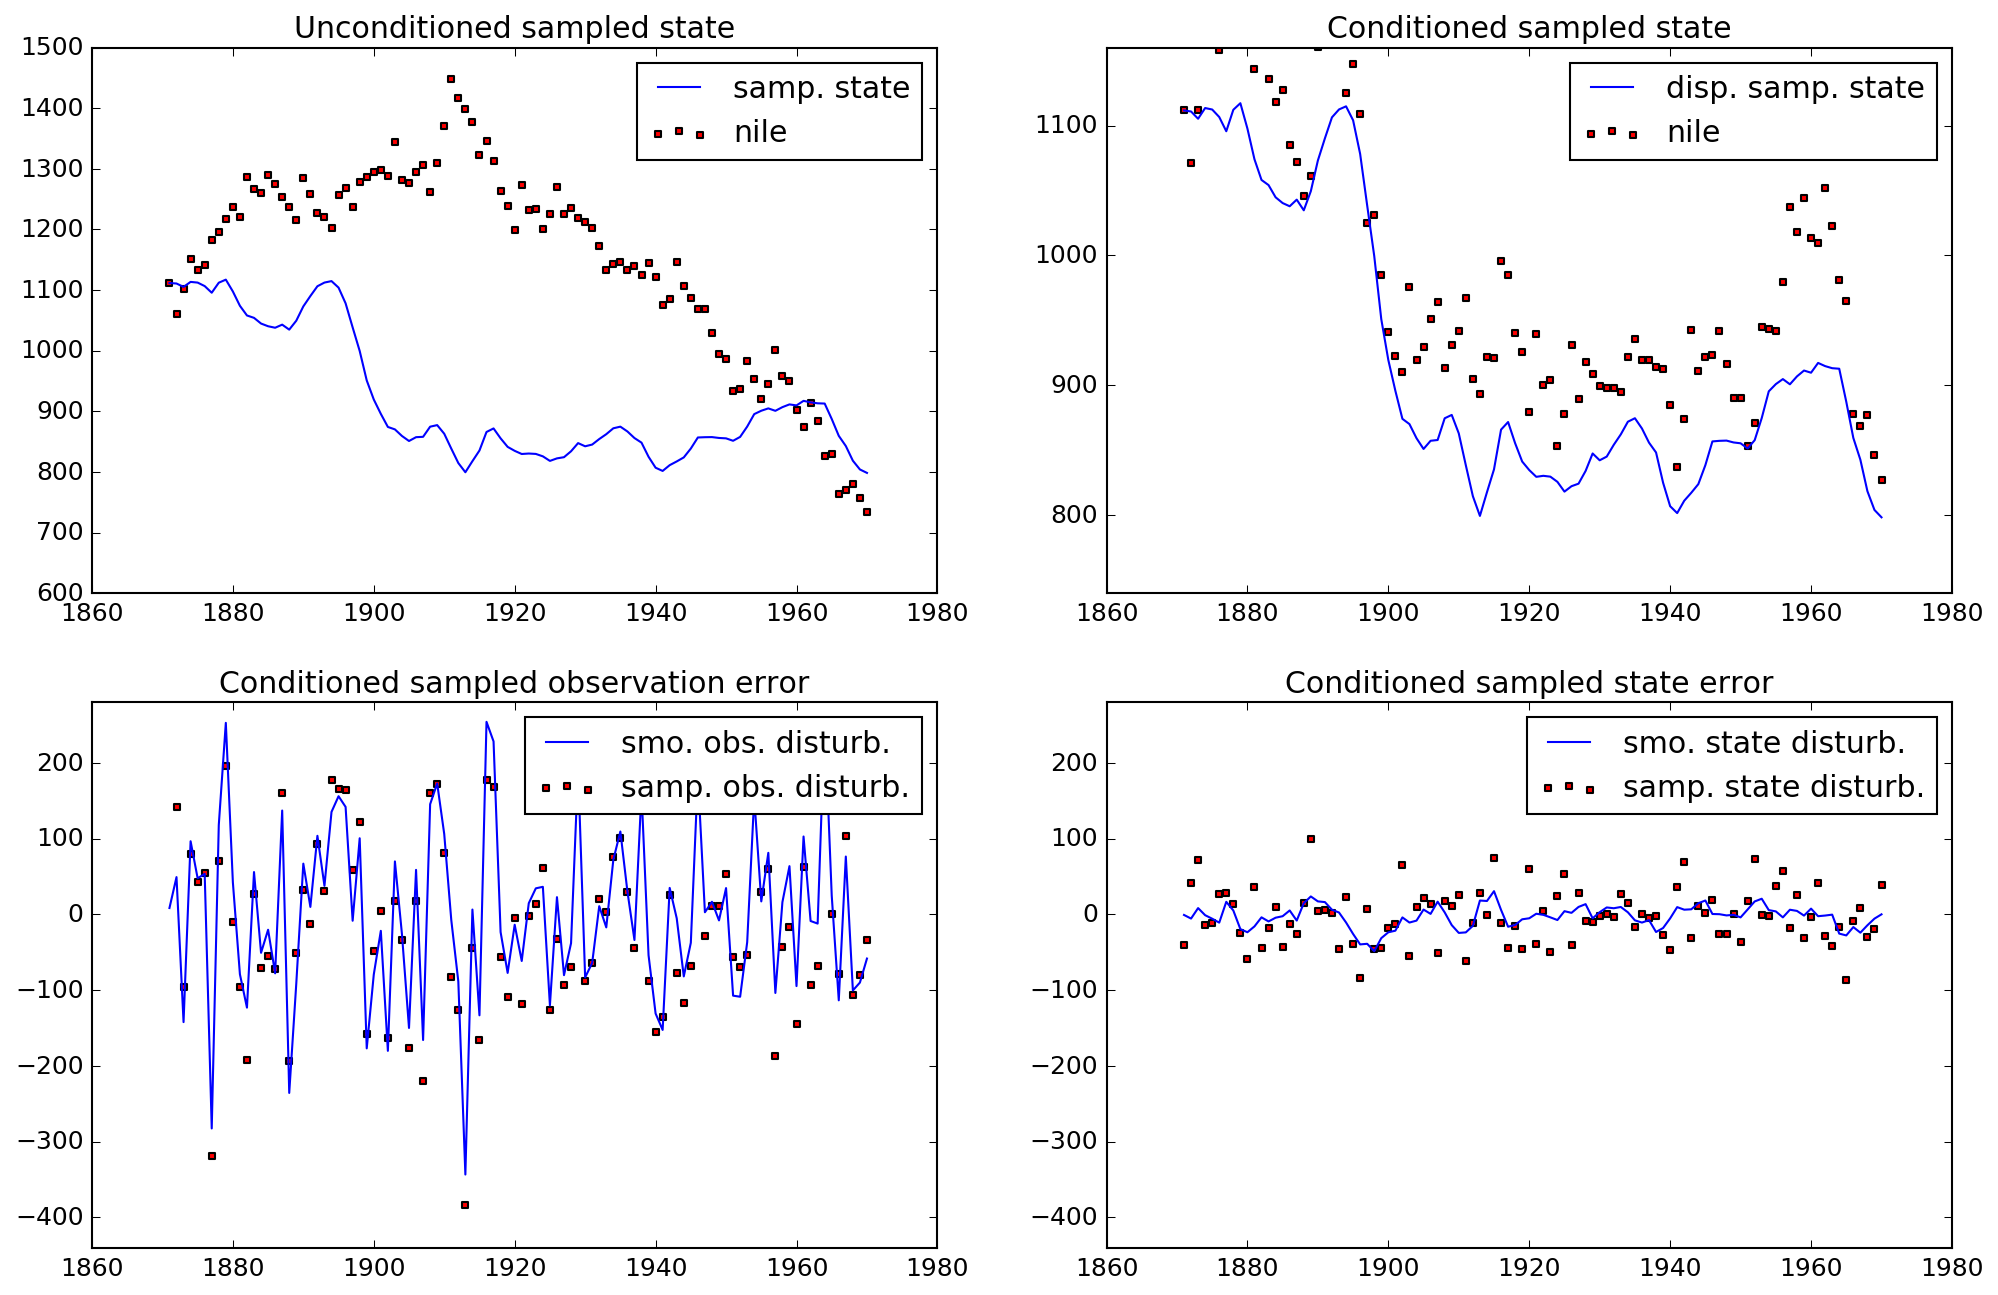 Unconditioned sampled state
1500
1400
1300
1200
1100
1000
900
800
700
600
1860 1880 1900 1920 1940 1960 1980
samp. state
nile
Conditioned sampled state
1100
1000
900
800
1860 1880 1900 1920 1940 1960 1980
disp. samp. state
nile
Conditioned sampled observation error
200
100
0
−100
−200
−300
−400
1860 1880 1900 1920 1940 1960 1980
smo. obs. disturb.
samp. obs. disturb.
Conditioned sampled state error
200
100
0
−100
−200
−300
−400
1860 1880 1900 1920 1940 1960 1980
smo. state disturb.
samp. state disturb.